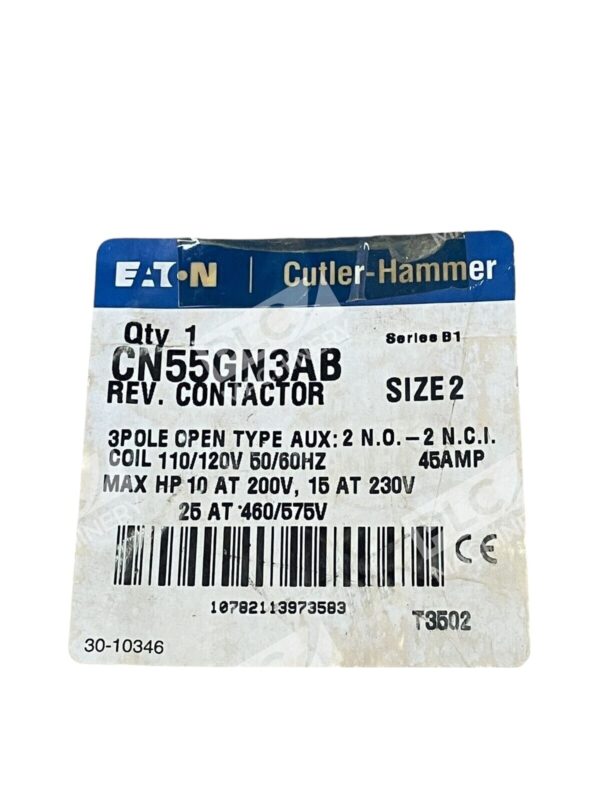 EATON | Cutler-Hammer
Qty 1 Series B1
CN55GN3AB
REV. CONTACTOR SIZE 2
3POLE OPEN TYPE AUX: 2 N.O.-2 N.C.I.
COIL 110/120V 50/60HZ 45AMP
MAX HP 10 AT 200V, 15 AT 230V
25 AT 460/575V
CE
10782113973583
T3502
30-10346